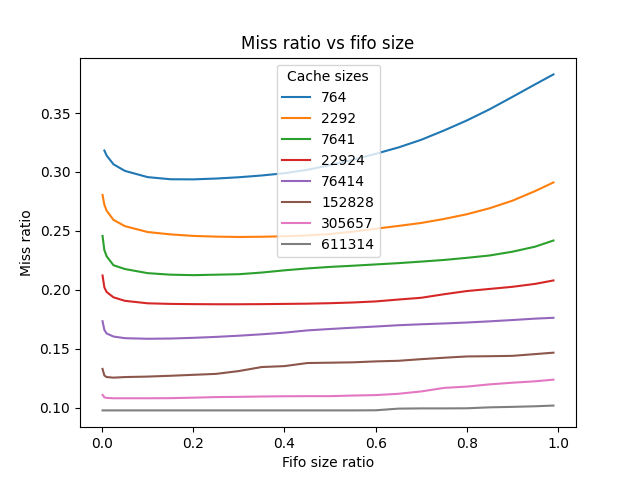 Miss ratio vs fifo size
Cache sizes
764
2292
7641
22924
76414
152828
305657
611314
Miss ratio
0.35
0.30
0.25
0.20
0.15
0.10
0.0 0.2 0.4 0.6 0.8 1.0
Fifo size ratio